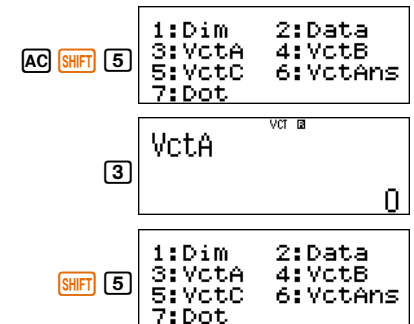 AC SHIFT 5
1:Dim 2:Data
3:VctA 4:VctB
5:VctC 6:VctAns
7:Dot
3
VCT R
VctA
0
SHIFT 5
1:Dim 2:Data
3:VctA 4:VctB
5:VctC 6:VctAns
7:Dot